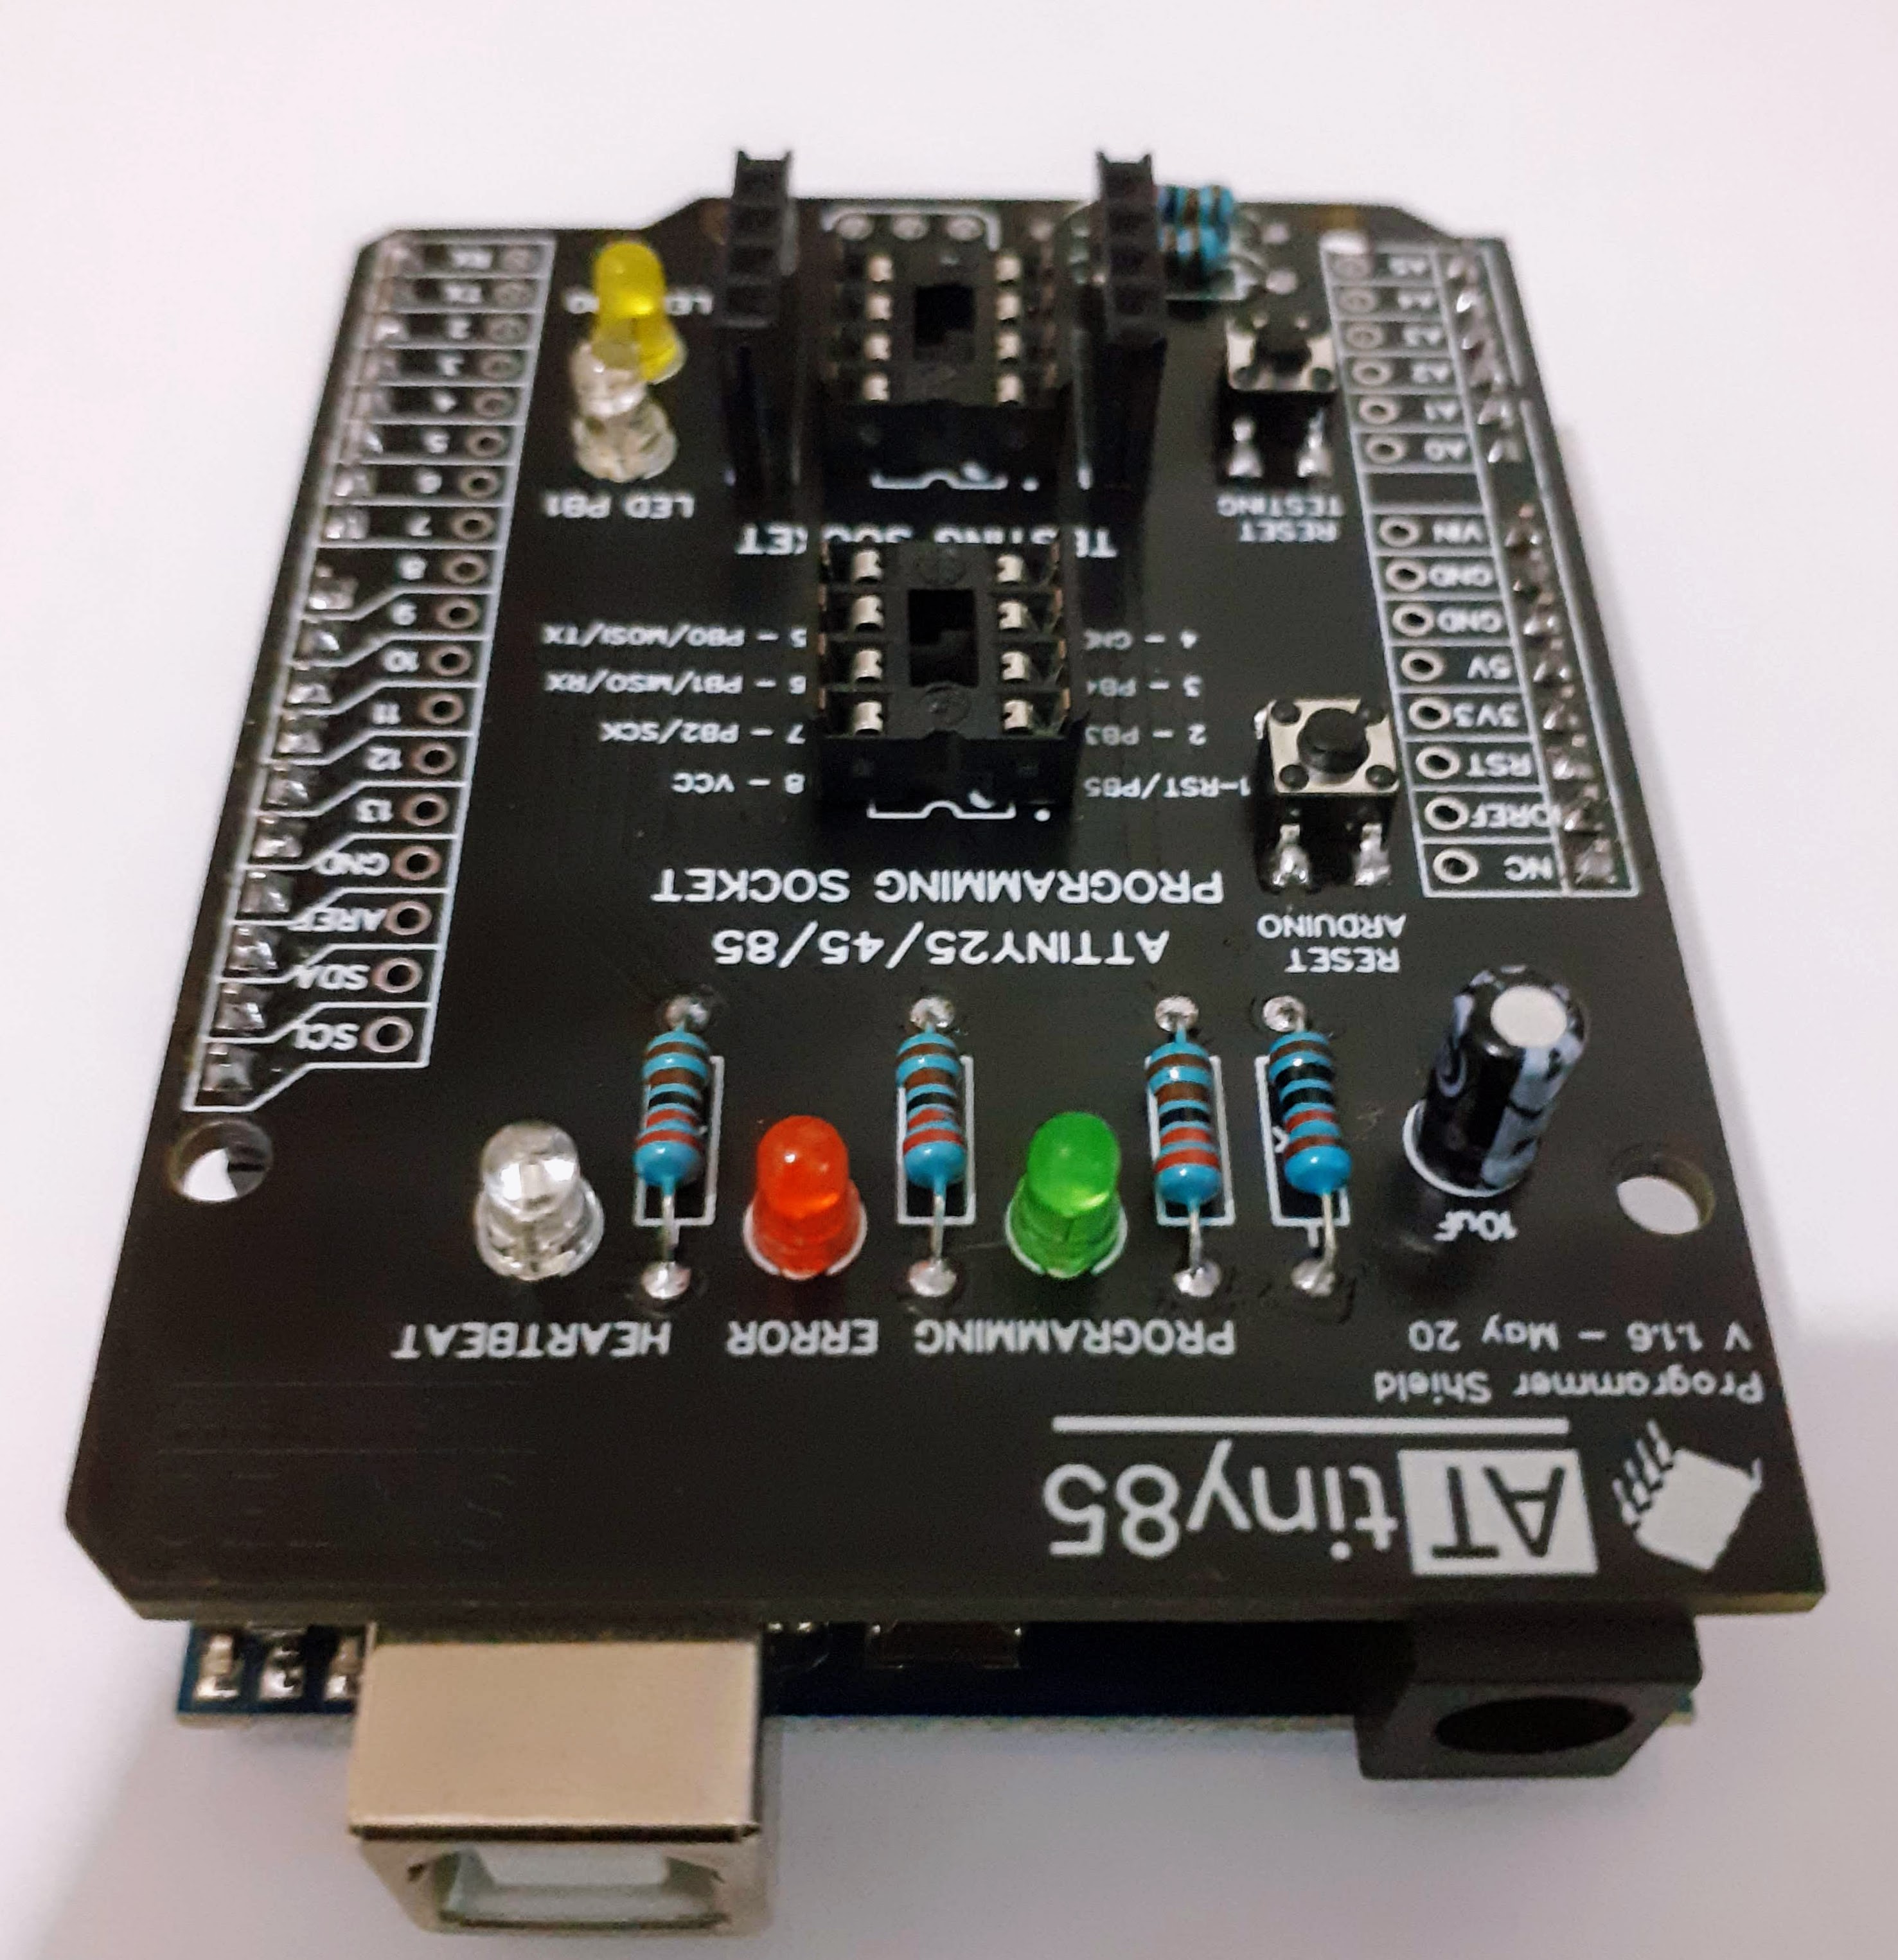 ATtiny85
Programmer Shield
V 1.1.6 - May 20
10uF
PROGRAMMING
ERROR
HEARTBEAT
RESET
ARDUINO
ATTINY25/45/85
PROGRAMMING SOCKET
1-RST/PB5
8 - VCC
2 - PB3
7 - PB2/SCK
3 - PB4
6 - PB1/MISO/RX
5 - PB0/MOSI/TX
TESTING SOCKET
RESET
TESTING
LED PB1
NC
IOREF
RST
3V3
5V
GND
GND
VIN
A0
A1
A2
A3
A4
A5
SCL
SDA
AREF
GND
13
12
11
10
9
8
7
6
5
4
3
2
TX
RX